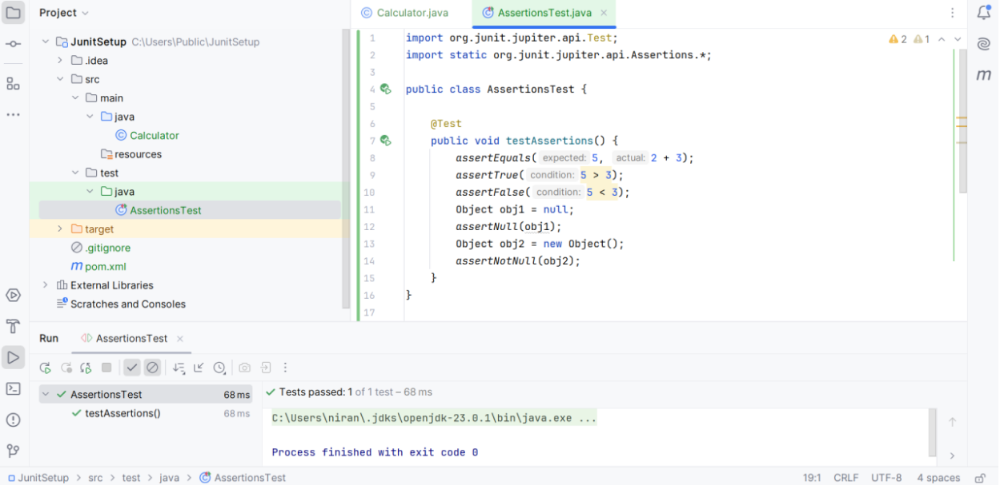 Project
JunitSetup C:\Users\Public\JunitSetup
.idea
src
main
java
Calculator
resources
test
java
AssertionsTest
target
.gitignore
m pom.xml
External Libraries
Scratches and Consoles
Calculator.java
AssertionsTest.java
2 1
1 import org.junit.jupiter.api.Test;
2 import static org.junit.jupiter.api.Assertions.*;
3
4 public class AssertionsTest {
5
6 @Test
7 public void testAssertions() {
8 assertEquals( expected: 5, actual: 2 + 3);
9 assertTrue( condition: 5 > 3);
10 assertFalse( condition: 5 < 3);
11 Object obj1 = null;
12 assertNull(obj1);
13 Object obj2 = new Object();
14 assertNotNull(obj2);
15 }
16 }
17
m
Run AssertionsTest
AssertionsTest 68 ms
testAssertions() 68 ms
Tests passed: 1 of 1 test – 68 ms
C:\Users\niran\.jdks\openjdk-23.0.1\bin\java.exe ...
Process finished with exit code 0
JunitSetup > src > test > java > AssertionsTest
19:1 CRLF UTF-8 4 spaces